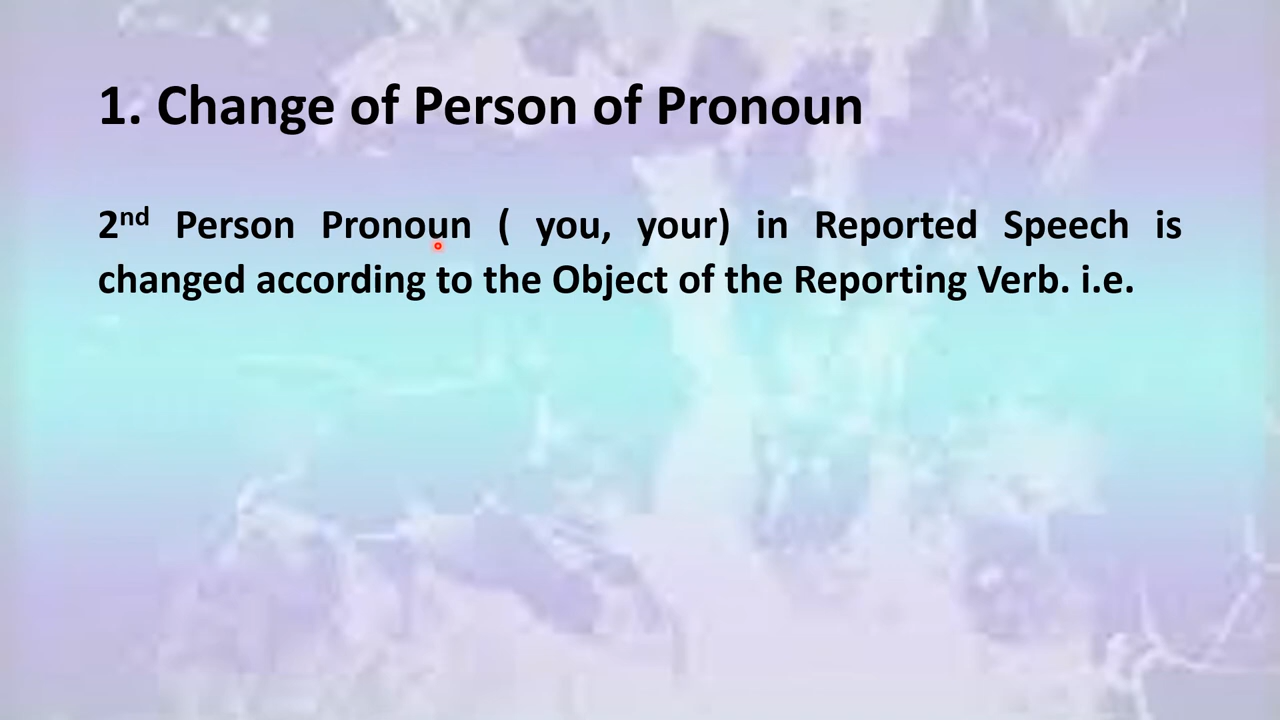 1. Change of Person of Pronoun
2nd Person Pronoun ( you, your) in Reported Speech is
changed according to the Object of the Reporting Verb. i.e.